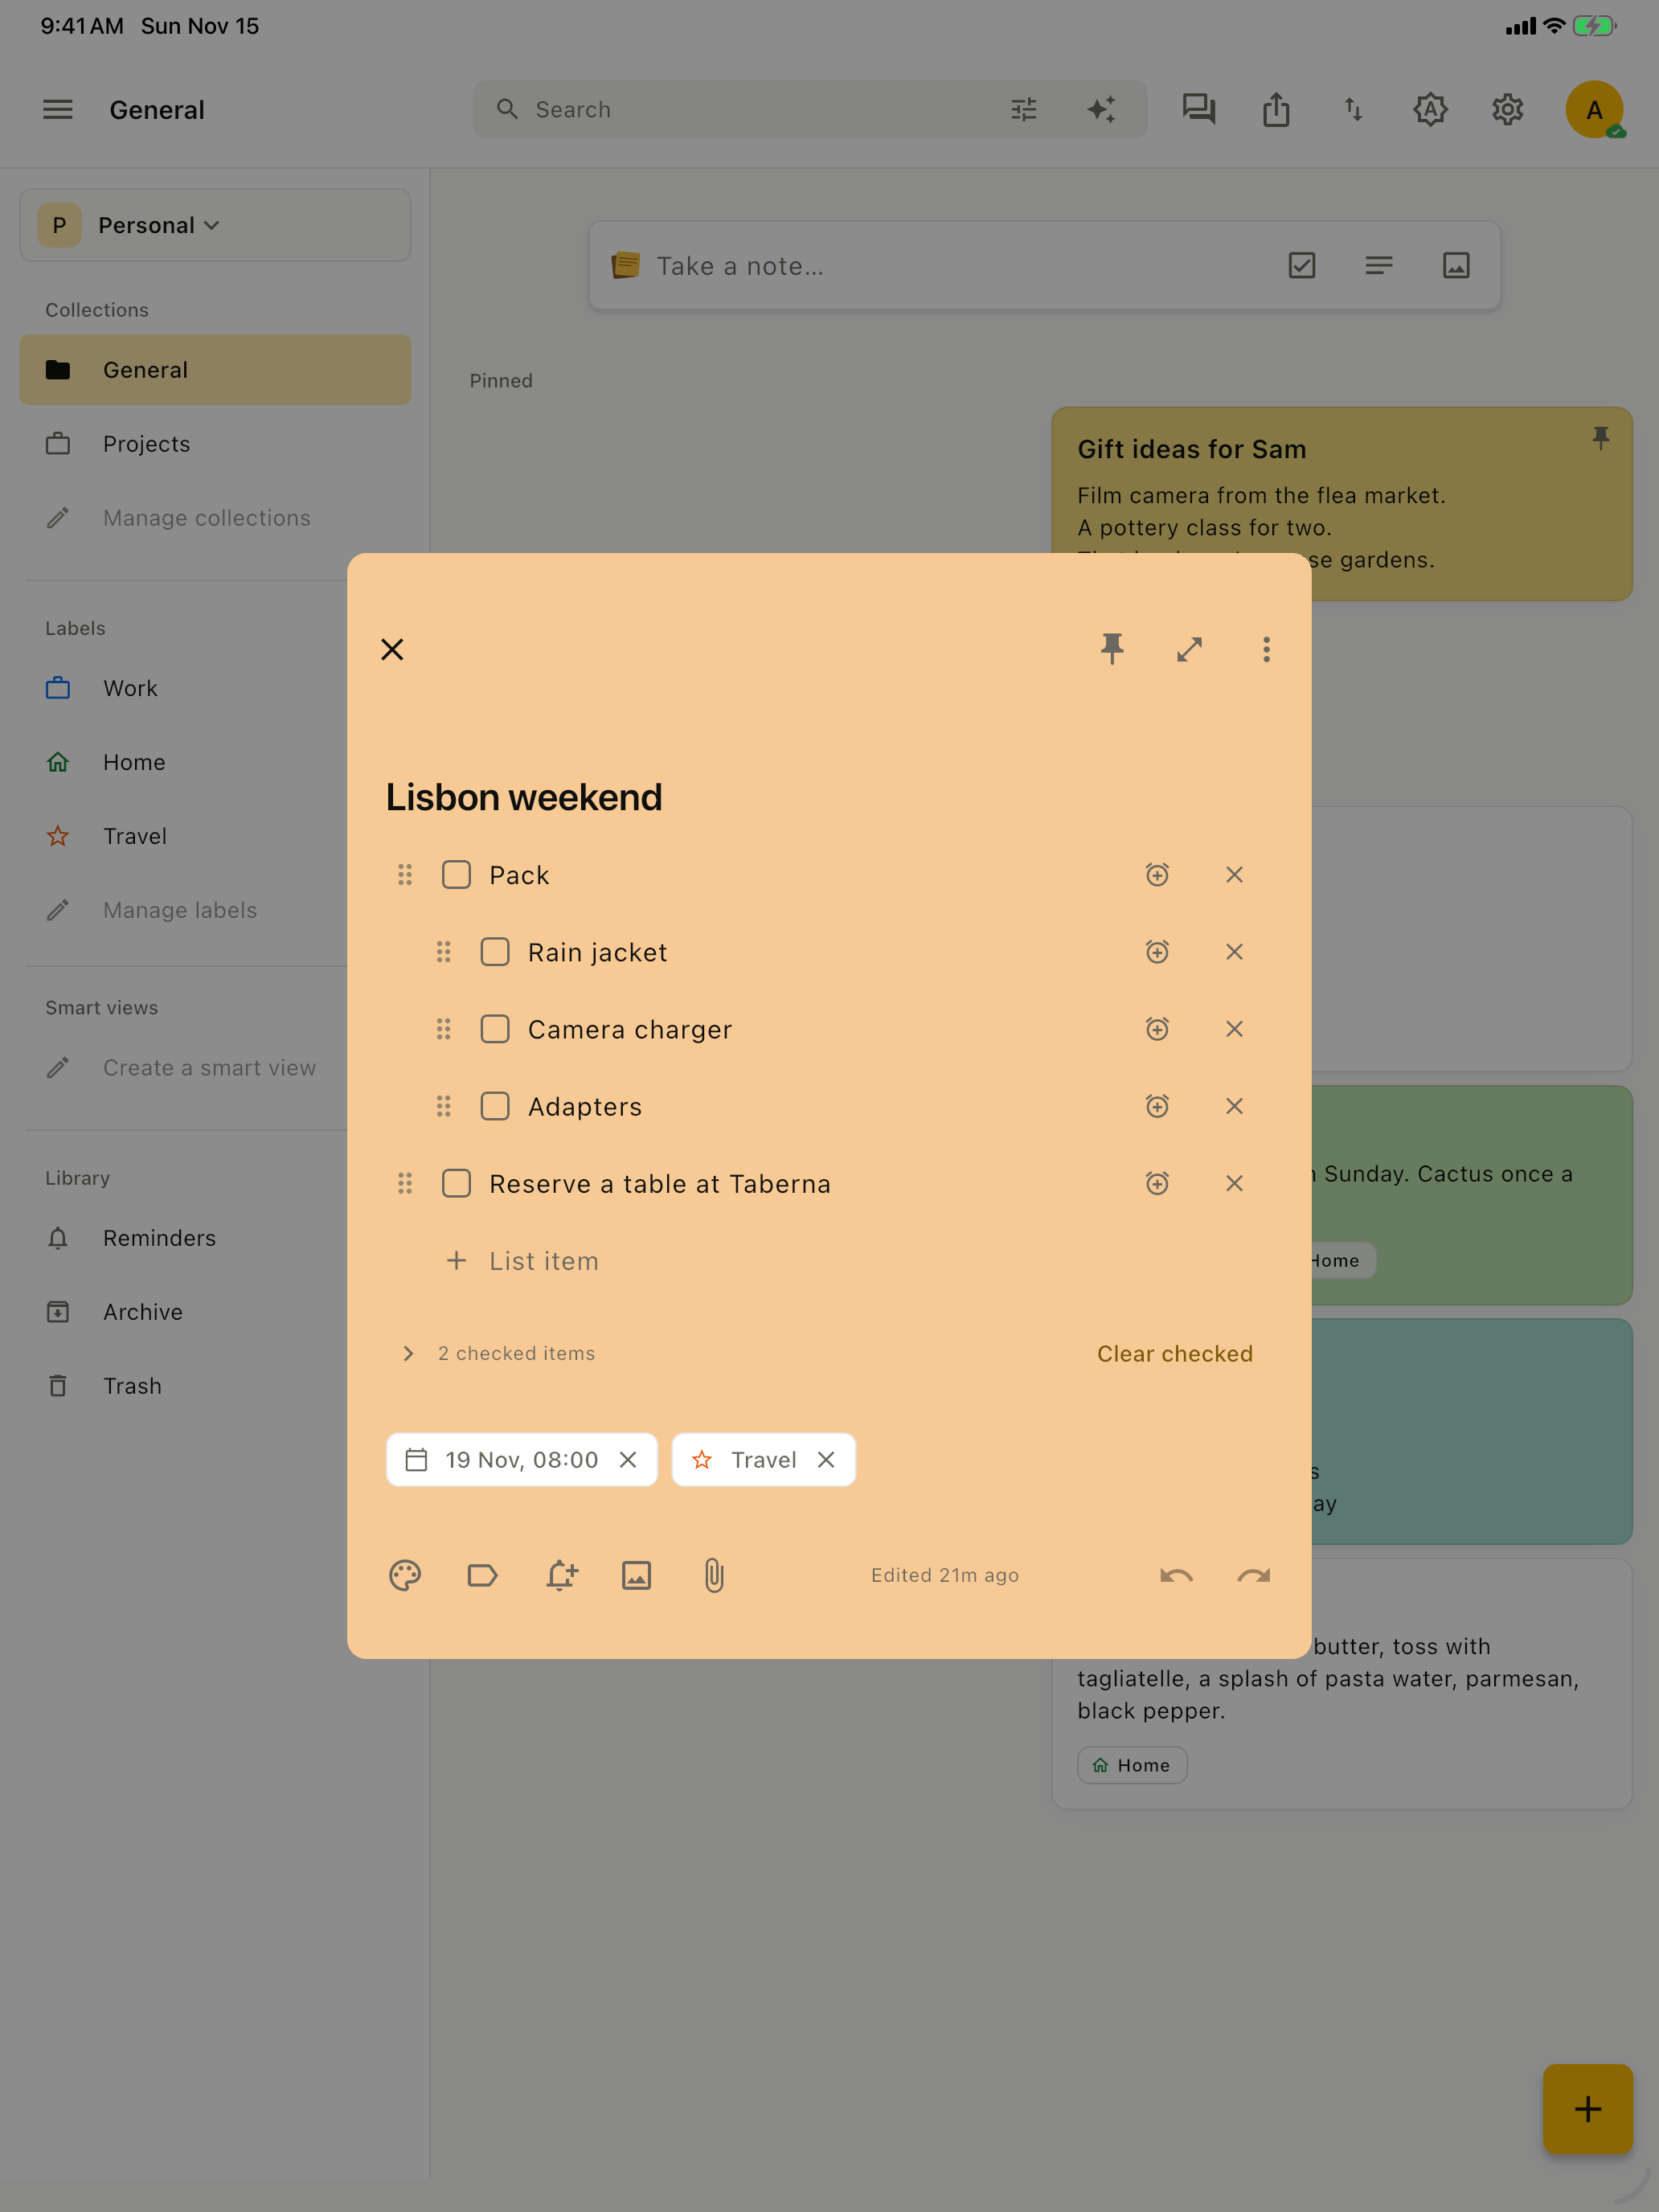 9:41 AM Sun Nov 15
General
Search
A
P
Personal
Collections
General
Projects
Manage collections
Labels
Work
Home
Travel
Manage labels
Smart views
Create a smart view
Library
Reminders
Archive
Trash
Take a note...
Pinned
Gift ideas for Sam
Film camera from the flea market.
A pottery class for two.
gardens.
Lisbon weekend
Pack
Rain jacket
Camera charger
Adapters
Reserve a table at Taberna
List item
2 checked items
Clear checked
19 Nov, 08:00
Travel
Edited 21m ago
Sunday. Cactus once a
Home
butter, toss with
tagliatelle, a splash of pasta water, parmesan,
black pepper.
Home